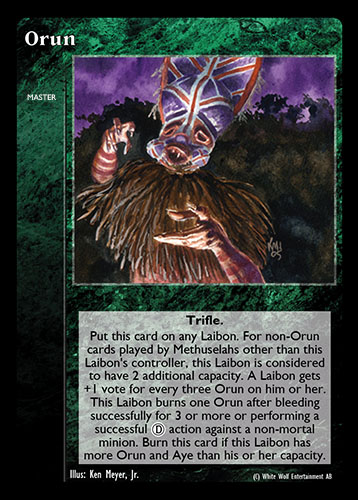 Orun
MASTER
KMJ
05
Trifle.
Put this card on any Laibon. For non-Orun
cards played by Methuselahs other than this
Laibon's controller, this Laibon is considered
to have 2 additional capacity. A Laibon gets
+1 vote for every three Orun on him or her.
This Laibon burns one Orun after bleeding
successfully for 3 or more or performing a
successful Ⓓ action against a non-mortal
minion. Burn this card if this Laibon has
more Orun and Aye than his or her capacity.
Illus: Ken Meyer, Jr.
(C) White Wolf Entertainment AB